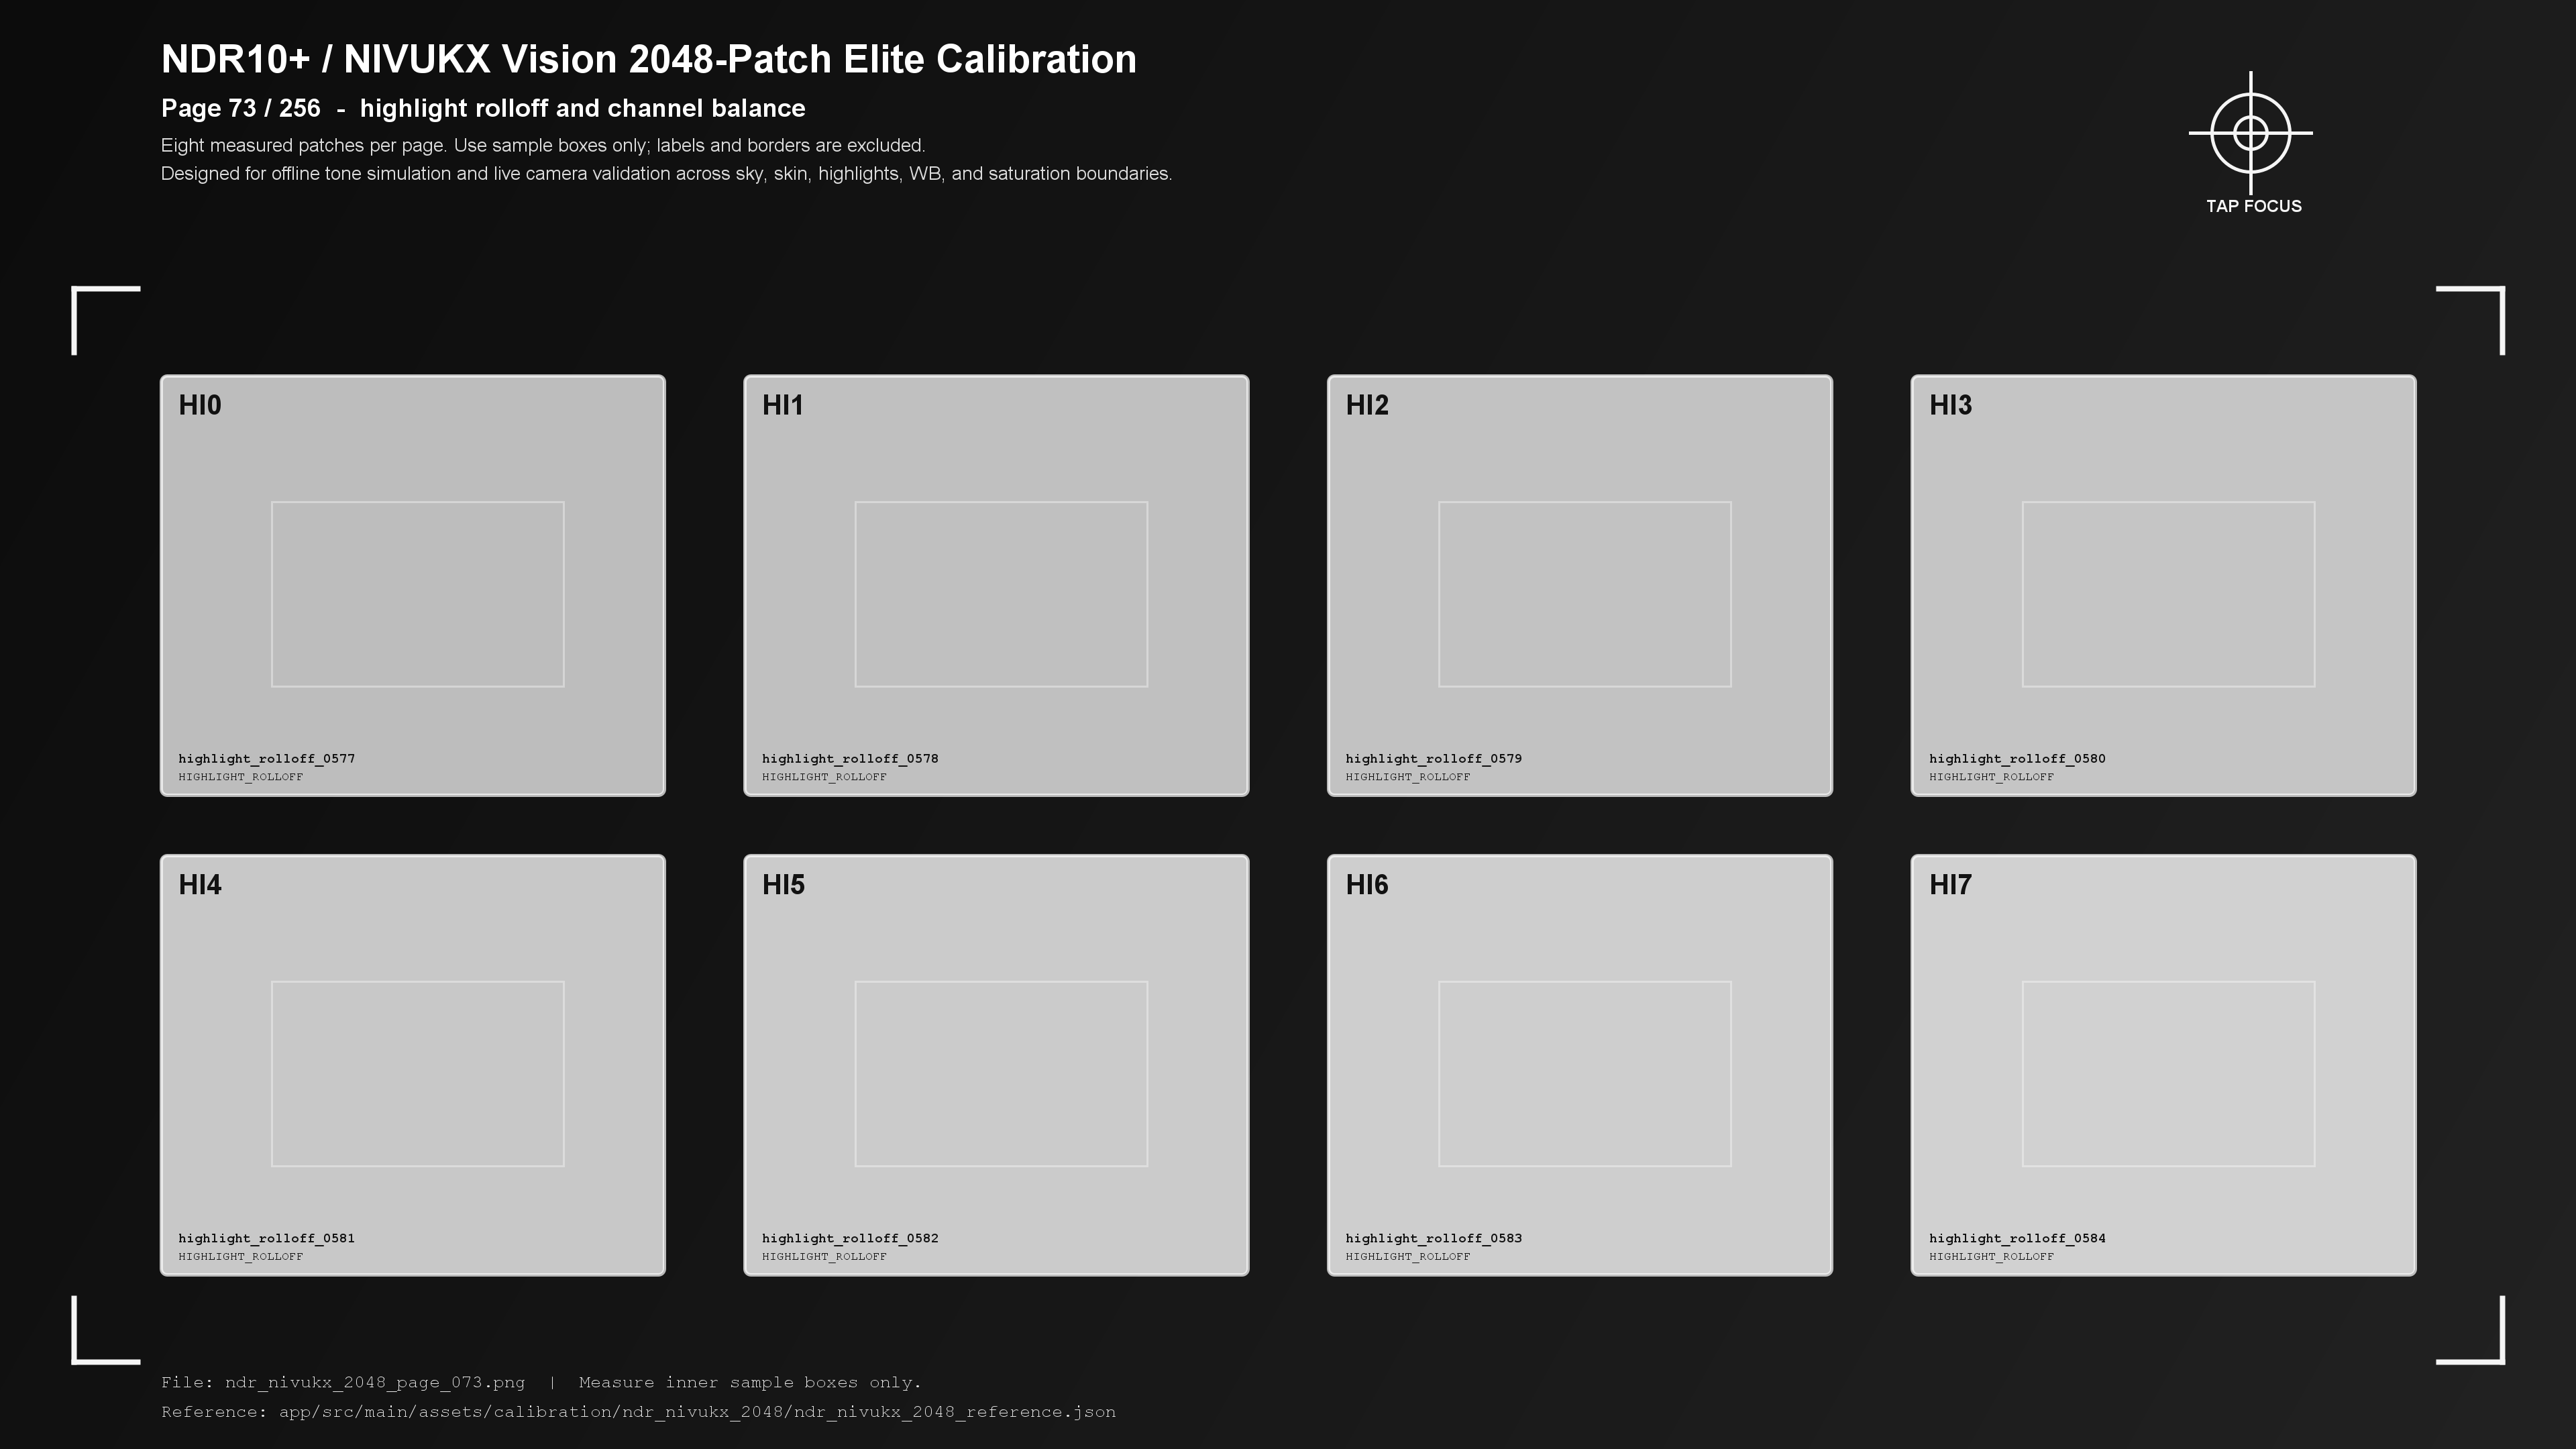 NDR10+ / NIVUKX Vision 2048-Patch Elite Calibration
Page 73 / 256 - highlight rolloff and channel balance
Eight measured patches per page. Use sample boxes only; labels and borders are excluded.
Designed for offline tone simulation and live camera validation across sky, skin, highlights, WB, and saturation boundaries.
TAP FOCUS
HI0
highlight_rolloff_0577
HIGHLIGHT_ROLLOFF
HI1
highlight_rolloff_0578
HIGHLIGHT_ROLLOFF
HI2
highlight_rolloff_0579
HIGHLIGHT_ROLLOFF
HI3
highlight_rolloff_0580
HIGHLIGHT_ROLLOFF
HI4
highlight_rolloff_0581
HIGHLIGHT_ROLLOFF
HI5
highlight_rolloff_0582
HIGHLIGHT_ROLLOFF
HI6
highlight_rolloff_0583
HIGHLIGHT_ROLLOFF
HI7
highlight_rolloff_0584
HIGHLIGHT_ROLLOFF
File: ndr_nivukx_2048_page_073.png | Measure inner sample boxes only.
Reference: app/src/main/assets/calibration/ndr_nivukx_2048/ndr_nivukx_2048_reference.json